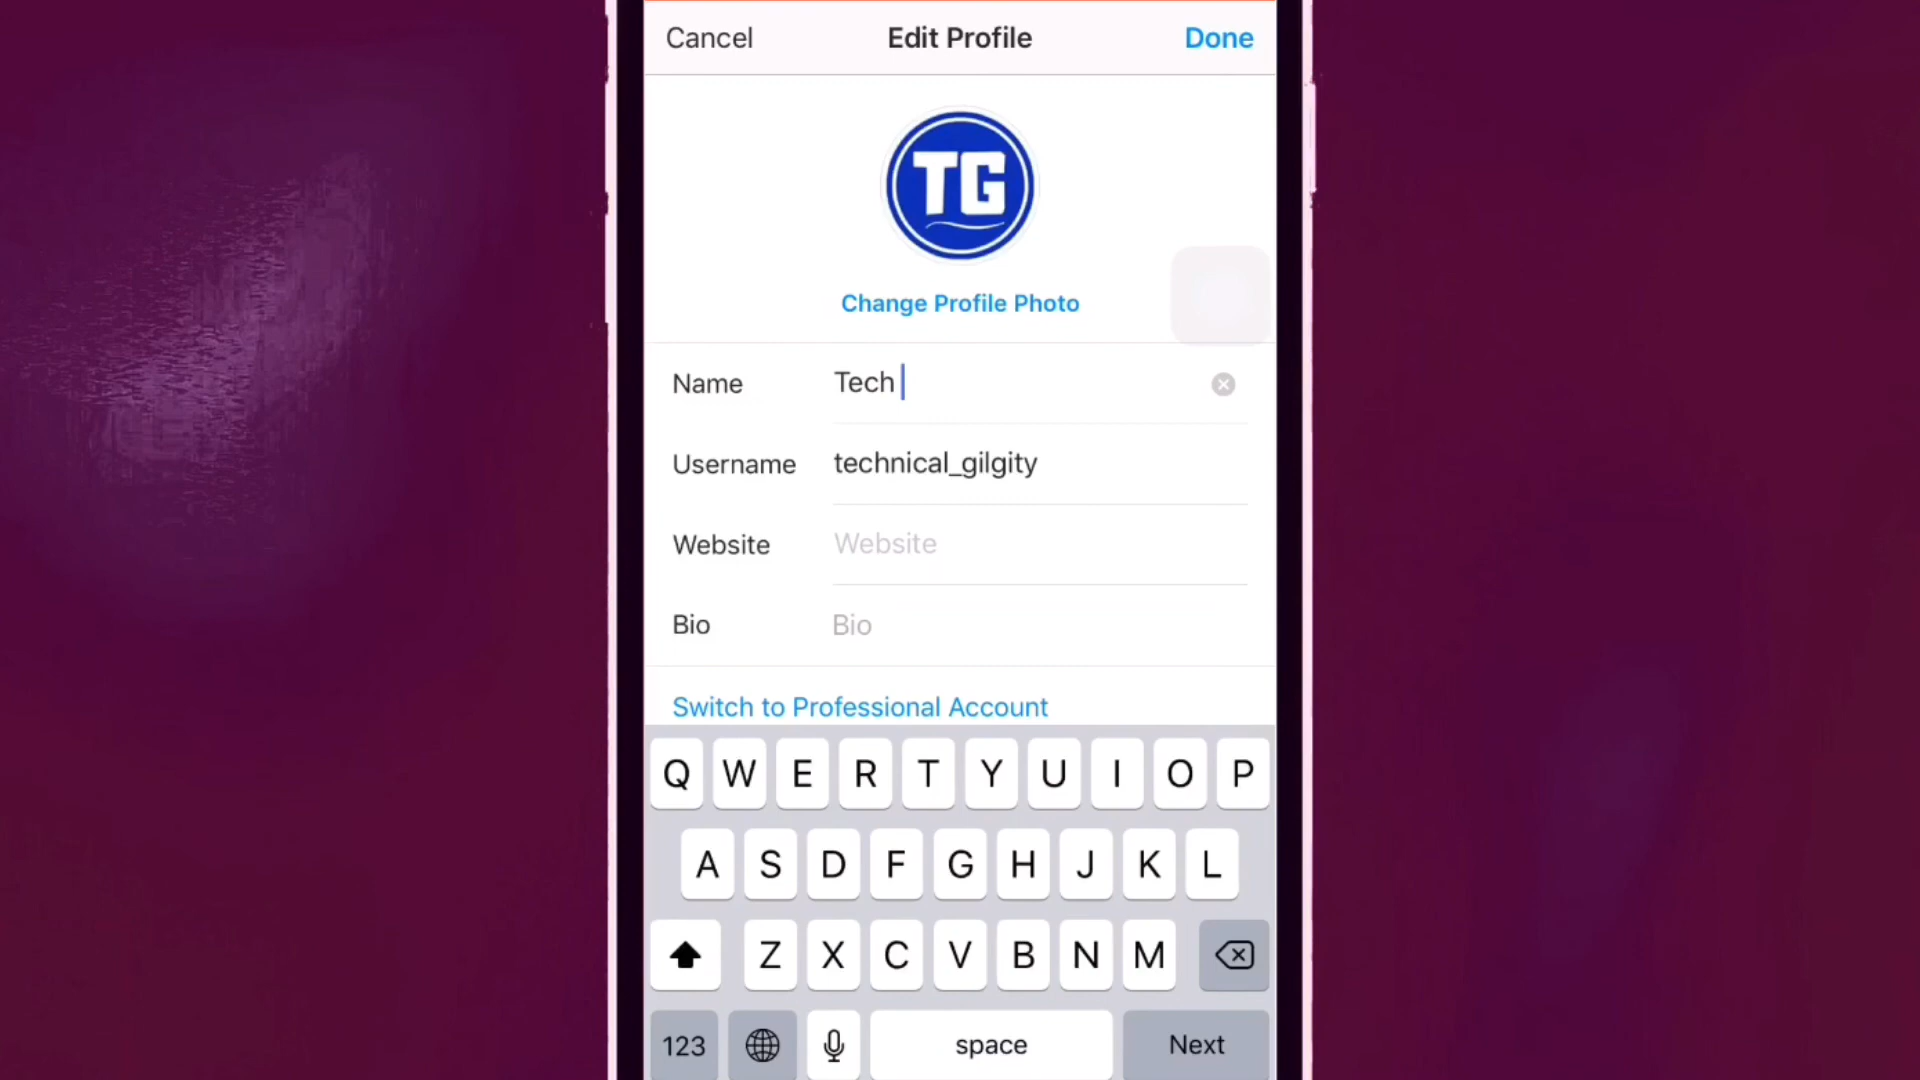 Cancel Edit Profile Done
TG
Change Profile Photo
Name Tech
Username technical_gilgity
Website Website
Bio Bio
Switch to Professional Account
Q W E R T Y U I O P
A S D F G H J K L
Z X C V B N M
123 space Next